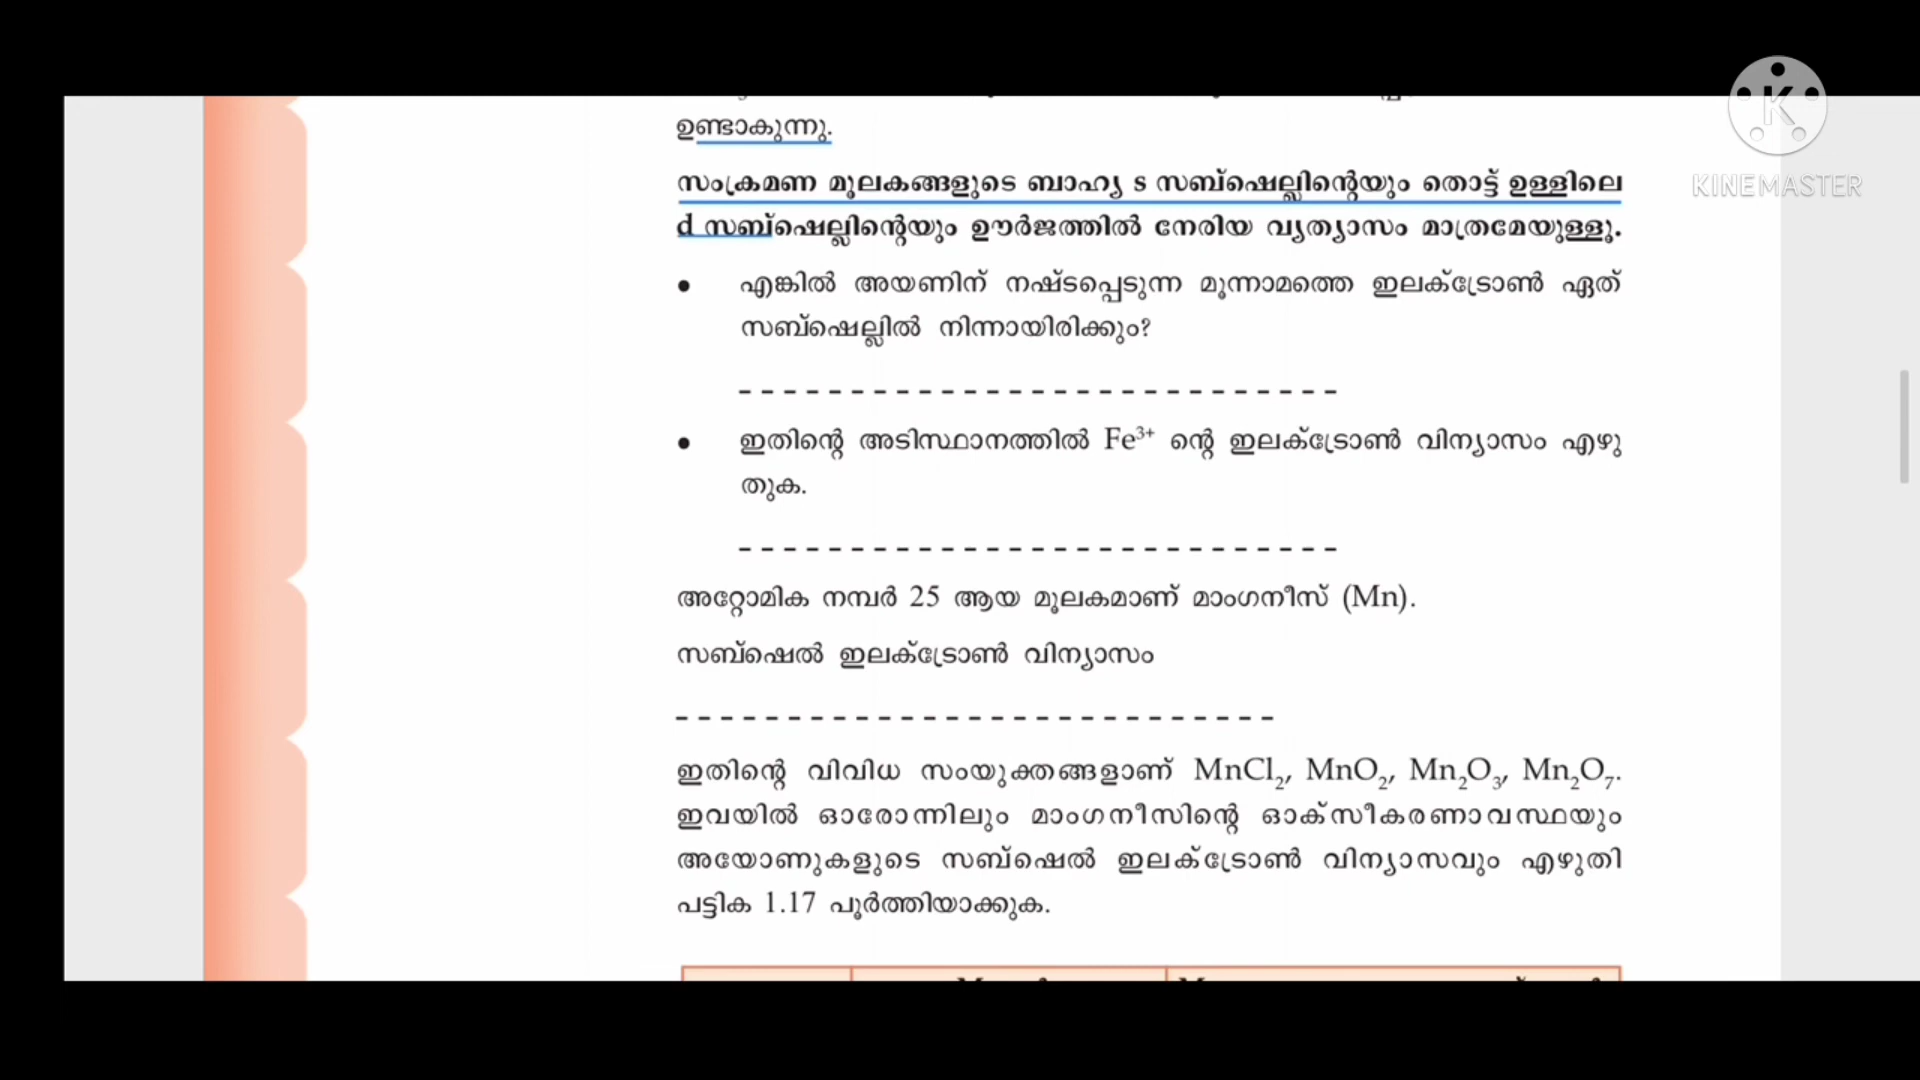 ഉണ്ടാകുന്നു.
സംക്രമണ മൂലകങ്ങളുടെ ബാഹ്യ s സബ്ഷെല്ലിന്റെയും തൊട്ട് ഉള്ളിലെ
d സബ്ഷെല്ലിന്റെയും ഊർജത്തിൽ നേരിയ വ്യത്യാസം മാത്രമേയുള്ളൂ.
• എങ്കിൽ അയണിന് നഷ്ടപ്പെടുന്ന മൂന്നാമത്തെ ഇലക്ട്രോൺ ഏത്
സബ്ഷെല്ലിൽ നിന്നായിരിക്കും?
• ഇതിന്റെ അടിസ്ഥാനത്തിൽ Fe³⁺ ന്റെ ഇലക്ട്രോൺ വിന്യാസം എഴു
തുക.
അറ്റോമിക നമ്പർ 25 ആയ മൂലകമാണ് മാംഗനീസ് (Mn).
സബ്ഷെൽ ഇലക്ട്രോൺ വിന്യാസം
ഇതിന്റെ വിവിധ സംയുക്തങ്ങളാണ് MnCl₂, MnO₂, Mn₂O₃, Mn₂O₇.
ഇവയിൽ ഓരോന്നിലും മാംഗനീസിന്റെ ഓക്സീകരണാവസ്ഥയും
അയോണുകളുടെ സബ്ഷെൽ ഇലക്ട്രോൺ വിന്യാസവും എഴുതി
പട്ടിക 1.17 പൂർത്തിയാക്കുക.
K
KINEMASTER